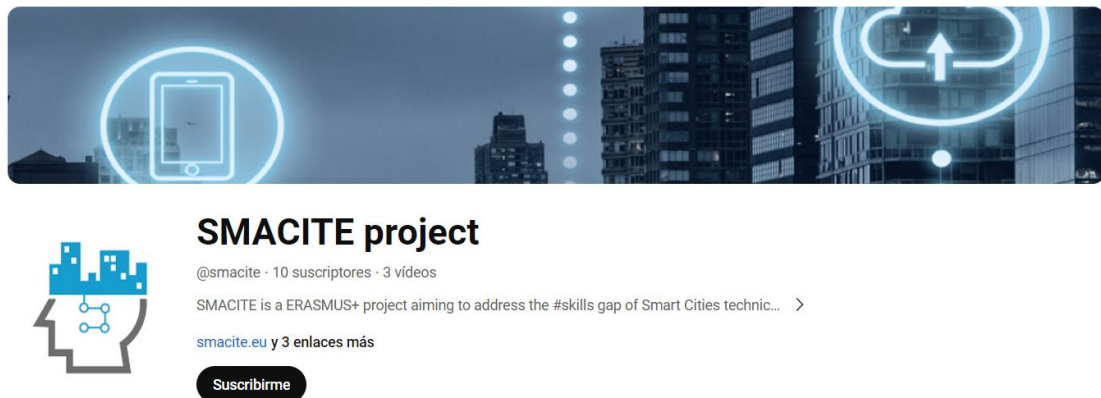 SMACITE project
@smacite · 10 suscriptores · 3 vídeos
SMACITE is a ERASMUS+ project aiming to address the #skills gap of Smart Cities technic...
smacite.eu y 3 enlaces más
Suscribirme